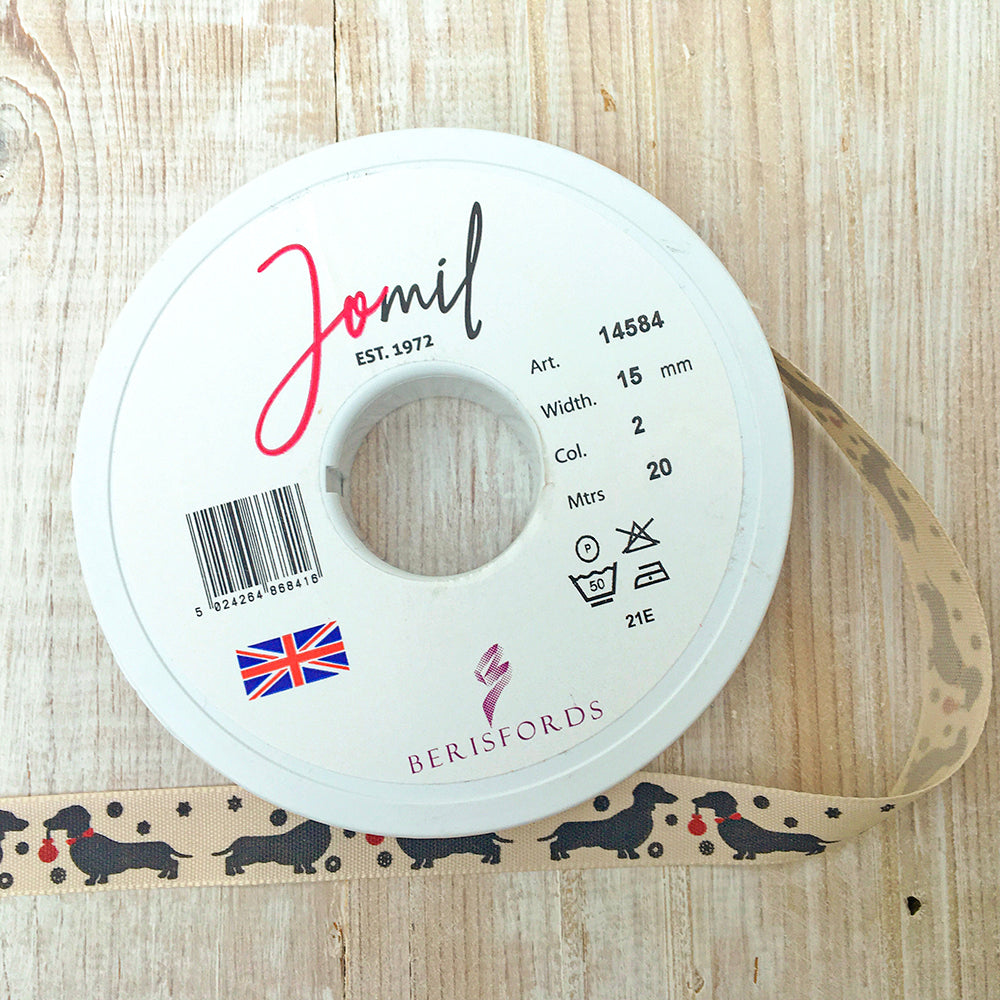 Jomil
EST. 1972
Art. 14584
Width. 15 mm
Col. 2
Mtrs 20
P
50
21E
5 024264 868416
BERISFORDS